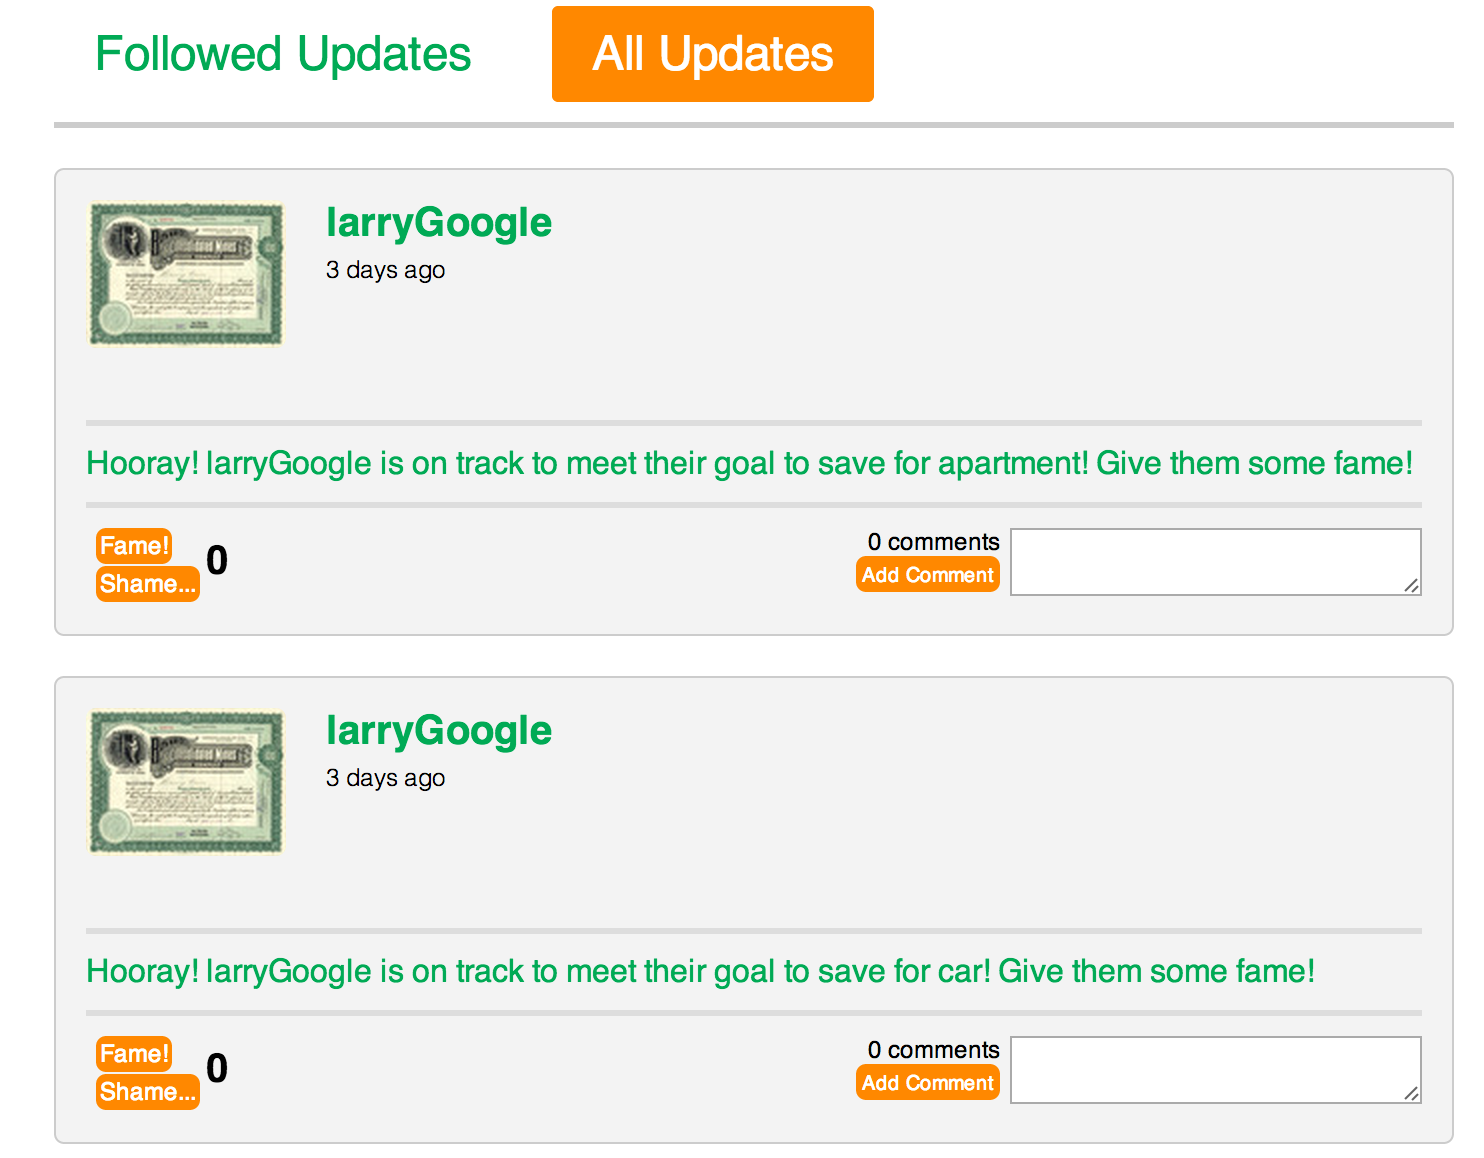 Followed Updates
All Updates
larryGoogle
3 days ago
Hooray! larryGoogle is on track to meet their goal to save for apartment! Give them some fame!
Fame!
Shame...
0
0 comments
Add Comment
larryGoogle
3 days ago
Hooray! larryGoogle is on track to meet their goal to save for car! Give them some fame!
Fame!
Shame...
0
0 comments
Add Comment